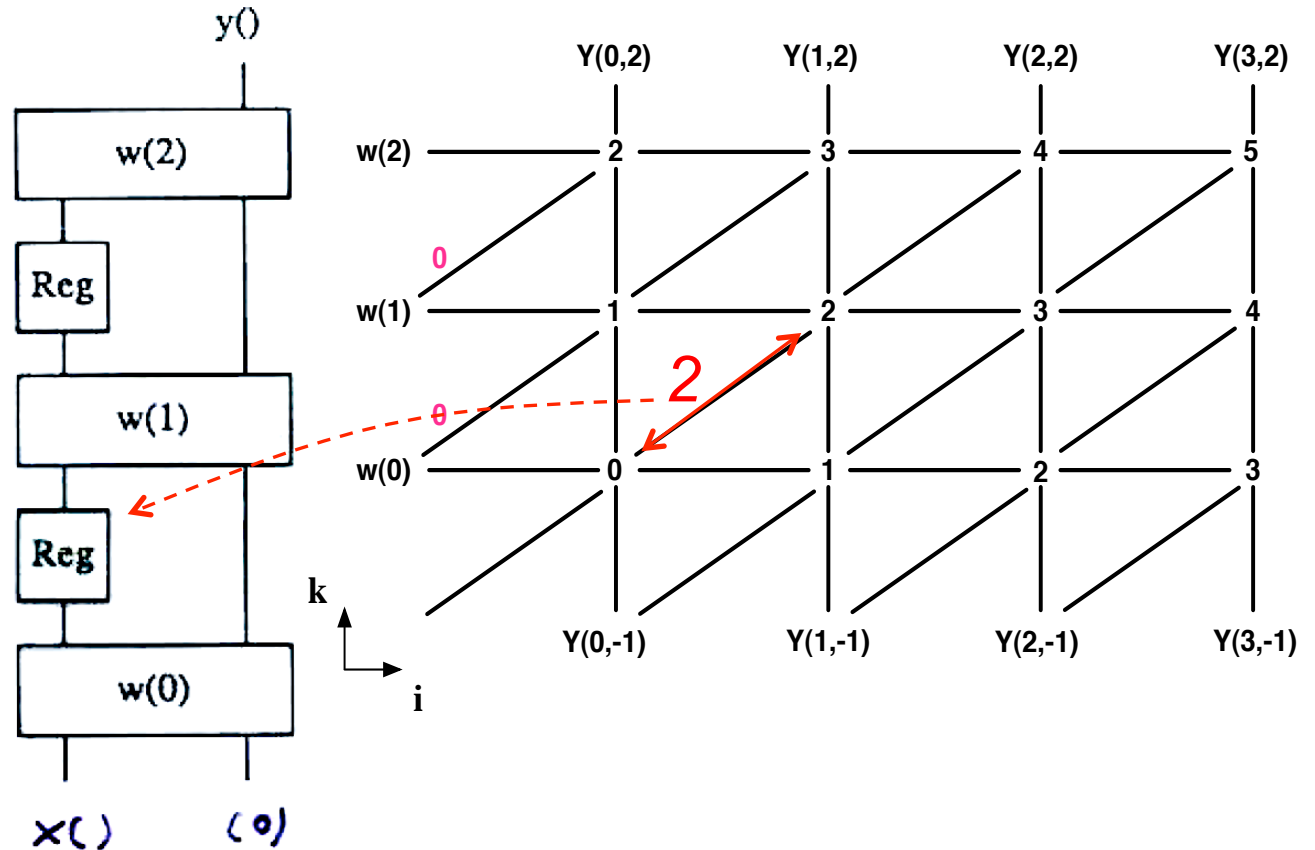 y()
w(2)
Reg
w(1)
Reg
w(0)
x( )
(0)
Y(0,2) Y(1,2) Y(2,2) Y(3,2)
w(2) 2 3 4 5
0
w(1) 1 2 3 4
2
0
w(0) 0 1 2 3
k
Y(0,-1) Y(1,-1) Y(2,-1) Y(3,-1)
i